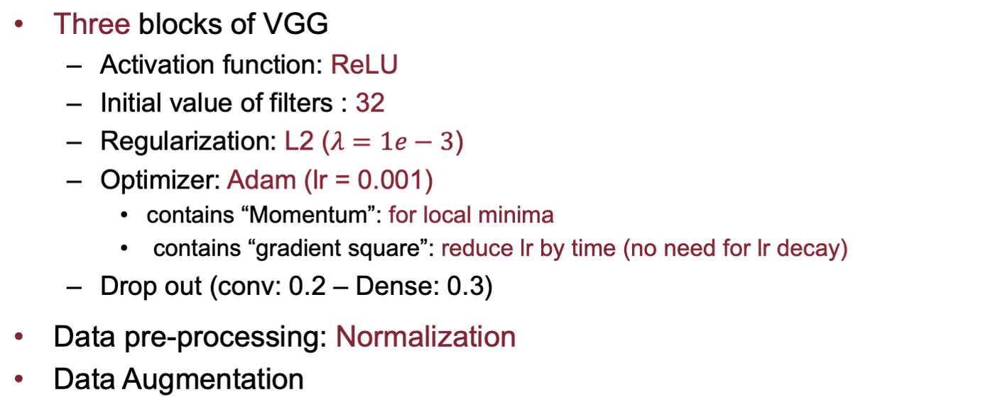 • Three blocks of VGG
– Activation function: ReLU
– Initial value of filters : 32
– Regularization: L2 (λ = 1e − 3)
– Optimizer: Adam (lr = 0.001)
• contains “Momentum”: for local minima
• contains “gradient square”: reduce lr by time (no need for lr decay)
– Drop out (conv: 0.2 – Dense: 0.3)
• Data pre-processing: Normalization
• Data Augmentation